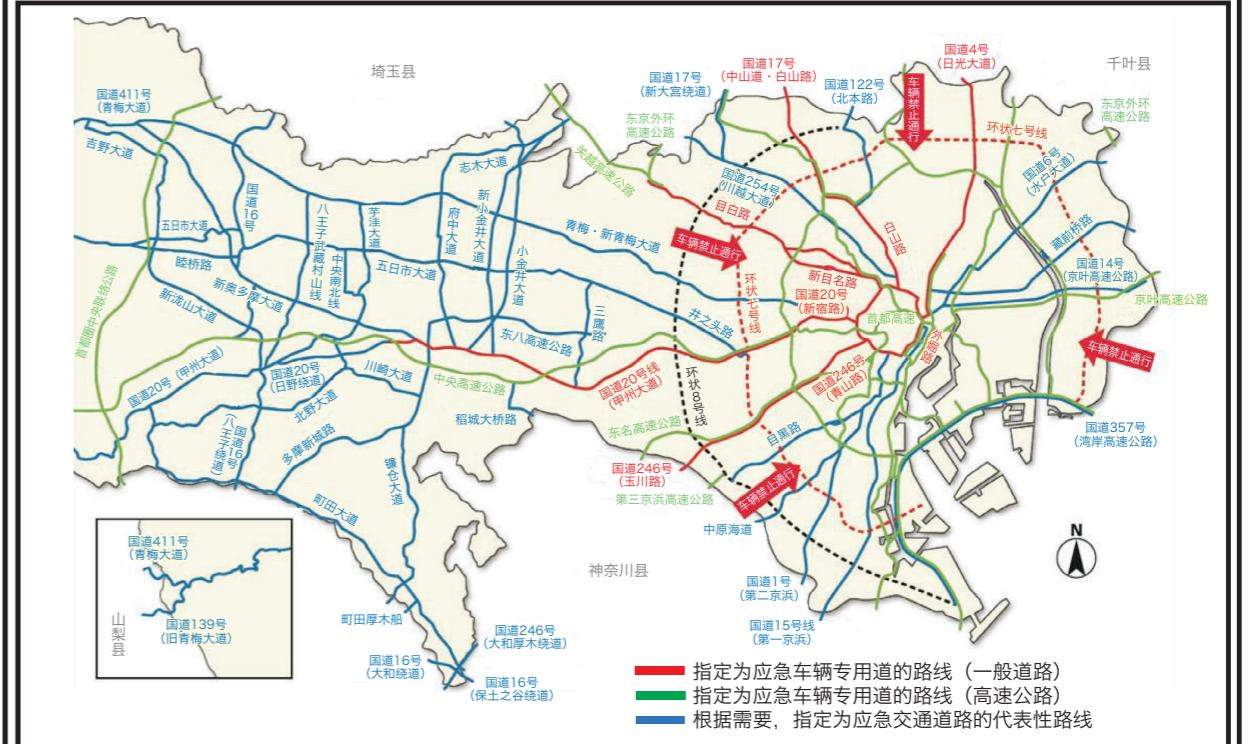 埼玉县
千叶县
国道4号
（日光大道）
国道17号
（中山道・白山路）
国道17号
（新大宫绕道）
国道122号
（北本路）
车辆禁止通行
东京外环
高速公路
东京外环
高速公路
环状七号线
国道6号
（水户大道）
国道411号
（青梅大道）
吉野大道
国道16号
志木大道
关越高速公路
国道254号
（川越大道）
目白路
白山路
藏前桥路
国道14号
（京叶高速公路）
京叶高速公路
五日市大道
睦桥路
新泷山大道
新奥多摩大道
八王子武藏村山线
中央南北线
芋洼大道
五日市大道
府中大道
新小金井大道
小金井大道
青梅・新青梅大道
车辆禁止通行
环状七号线
新目名路
国道20号
（新宿路）
首都高速
外堀路
车辆禁止通行
首都圈中央联络公路
三鹰路
井之头路
东八高速公路
国道20号（甲州大道）
国道20号
（日野绕道）
川崎大道
中央高速公路
国道20号线
（甲州大道）
环状8号线
国道246号
（青山路）
北野大道
国道16号
（八王子绕道）
多摩新城路
稻城大桥路
东名高速公路
目黑路
国道357号
（湾岸高速公路）
国道246号
（玉川路）
第三京浜高速公路
车辆禁止通行
镰仓大道
町田大道
中原海道
N
国道411号
（青梅大道）
国道139号
（旧青梅大道）
山梨县
神奈川县
国道1号
（第二京浜）
国道15号线
（第一京浜）
町田厚木船
国道246号
（大和厚木绕道）
国道16号
（大和绕道）
国道16号
（保土之谷绕道）
指定为应急车辆专用道的路线（一般道路）
指定为应急车辆专用道的路线（高速公路）
根据需要，指定为应急交通道路的代表性路线